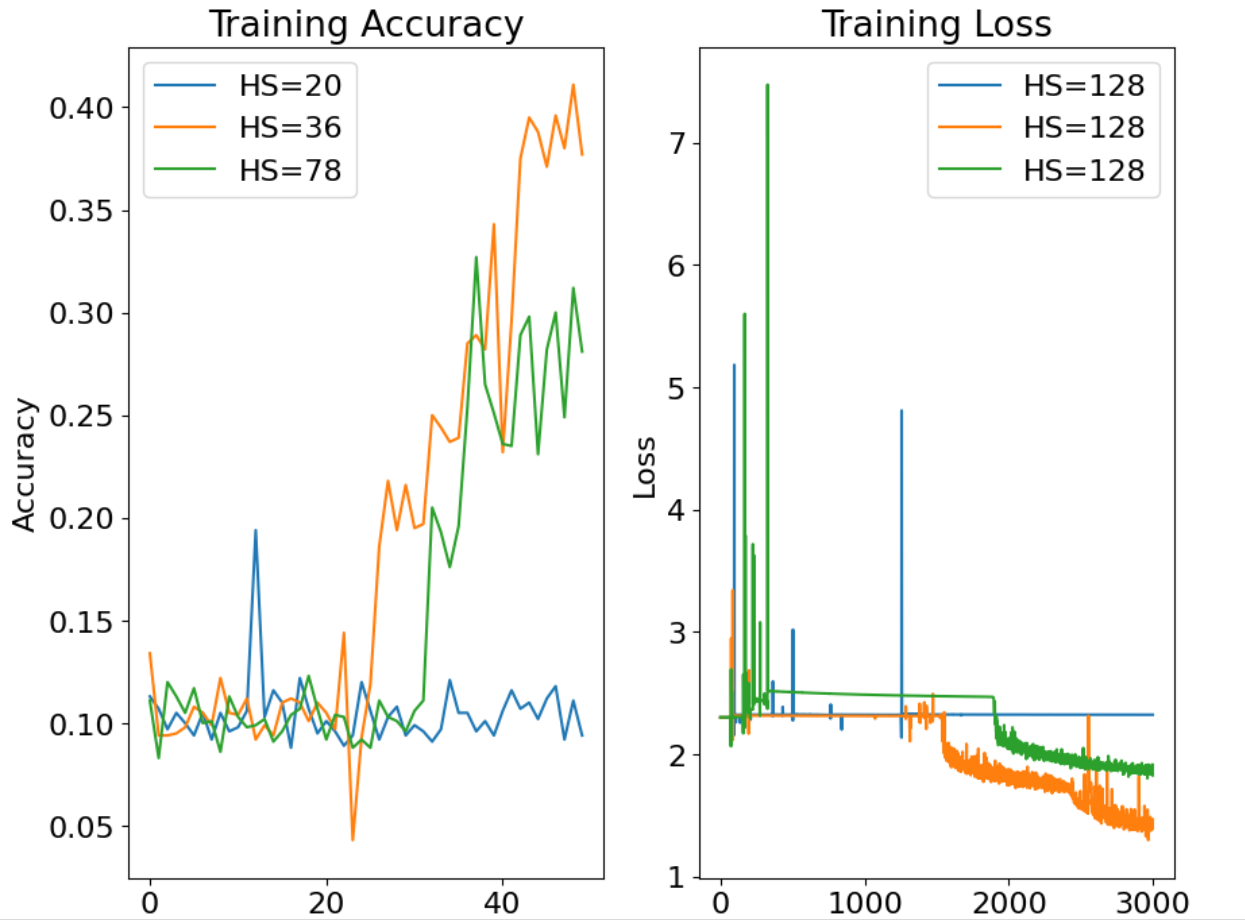 Training Accuracy
HS=20
HS=36
HS=78
0.40
0.35
0.30
0.25
0.20
0.15
0.10
0.05
Accuracy
0 20 40
Training Loss
HS=128
HS=128
HS=128
7
6
5
4
3
2
1
Loss
0 1000 2000 3000